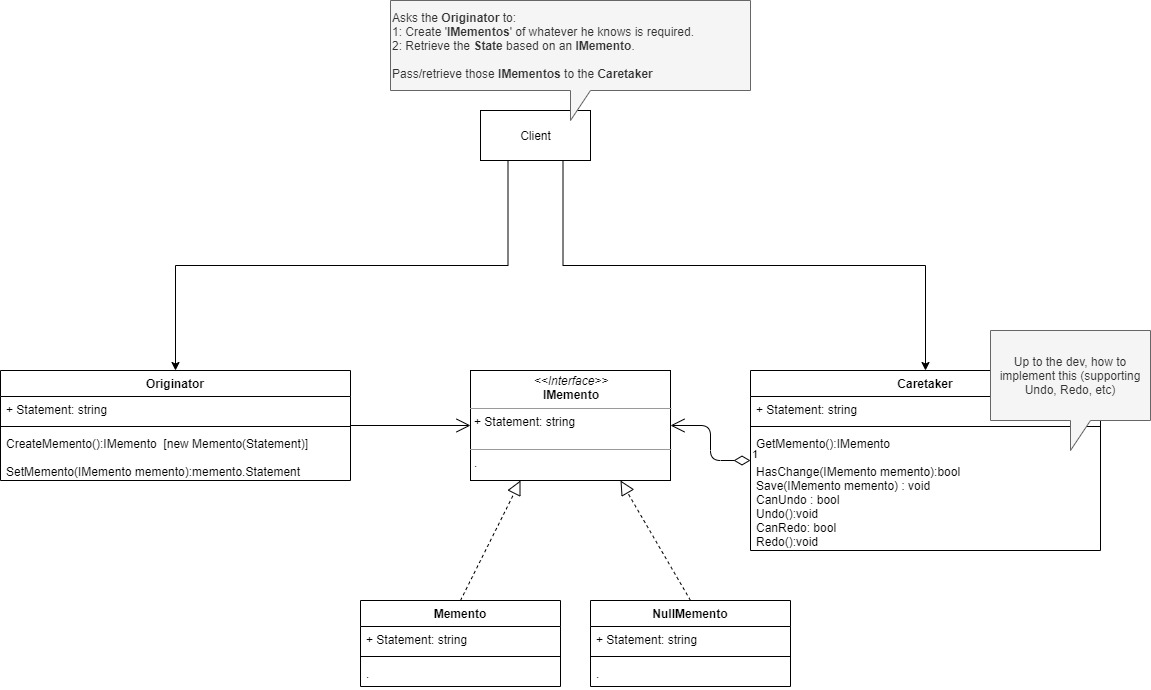 Asks the Originator to:
1: Create 'IMementos' of whatever he knows is required.
2: Retrieve the State based on an IMemento.
Pass/retrieve those IMementos to the Caretaker
Client
Up to the dev, how to
implement this (supporting
Undo, Redo, etc)
Originator
+ Statement: string
CreateMemento():IMemento  [new Memento(Statement)]
SetMemento(IMemento memento):memento.Statement
<<Interface>>
IMemento
+ Statement: string
.
Caretaker
+ Statement: string
GetMemento():IMemento
1
HasChange(IMemento memento):bool
Save(IMemento memento) : void
CanUndo : bool
Undo():void
CanRedo: bool
Redo():void
Memento
+ Statement: string
.
NullMemento
+ Statement: string
.